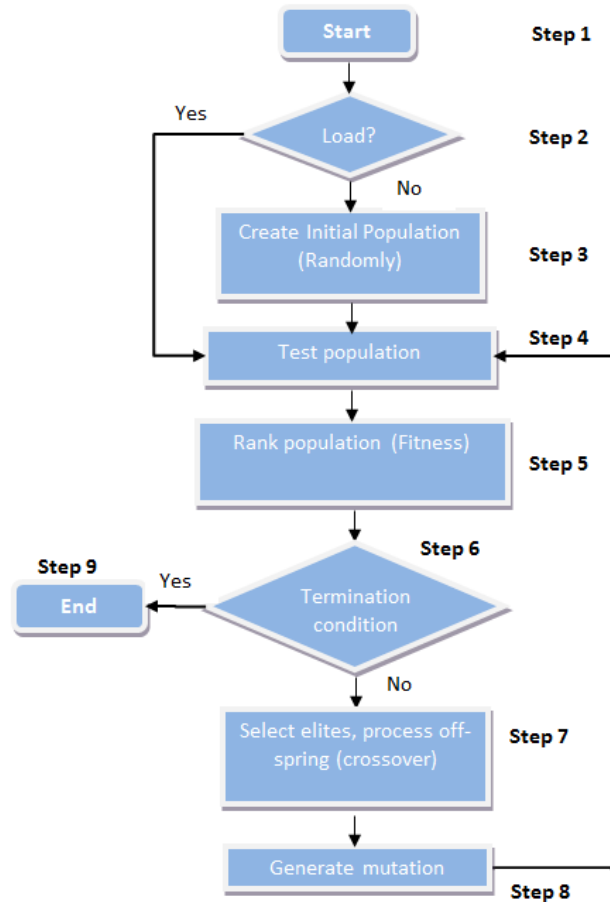 Start
Step 1
Yes
Load?
Step 2
No
Create Initial Population
(Randomly)
Step 3
Step 4
Test population
Rank population (Fitness)
Step 5
Step 6
Step 9
Yes
End
Termination
condition
No
Select elites, process off-
spring (crossover)
Step 7
Generate mutation
Step 8